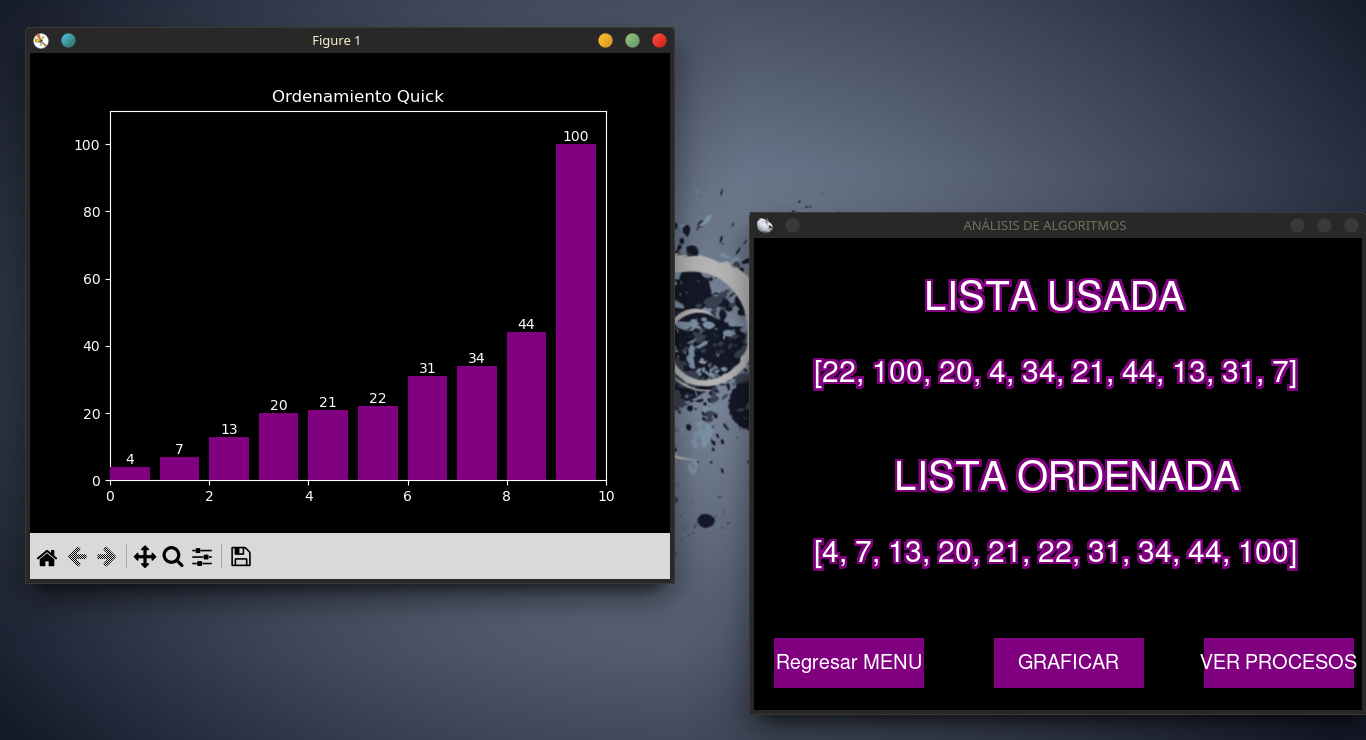 Figure 1
Ordenamiento Quick
100
100
80
60
44
40
34
31
22
21
20
20
13
7
4
0
0 2 4 6 8 10
ANÁLISIS DE ALGORITMOS
LISTA USADA
[22, 100, 20, 4, 34, 21, 44, 13, 31, 7]
LISTA ORDENADA
[4, 7, 13, 20, 21, 22, 31, 34, 44, 100]
Regresar MENU
GRAFICAR
VER PROCESOS